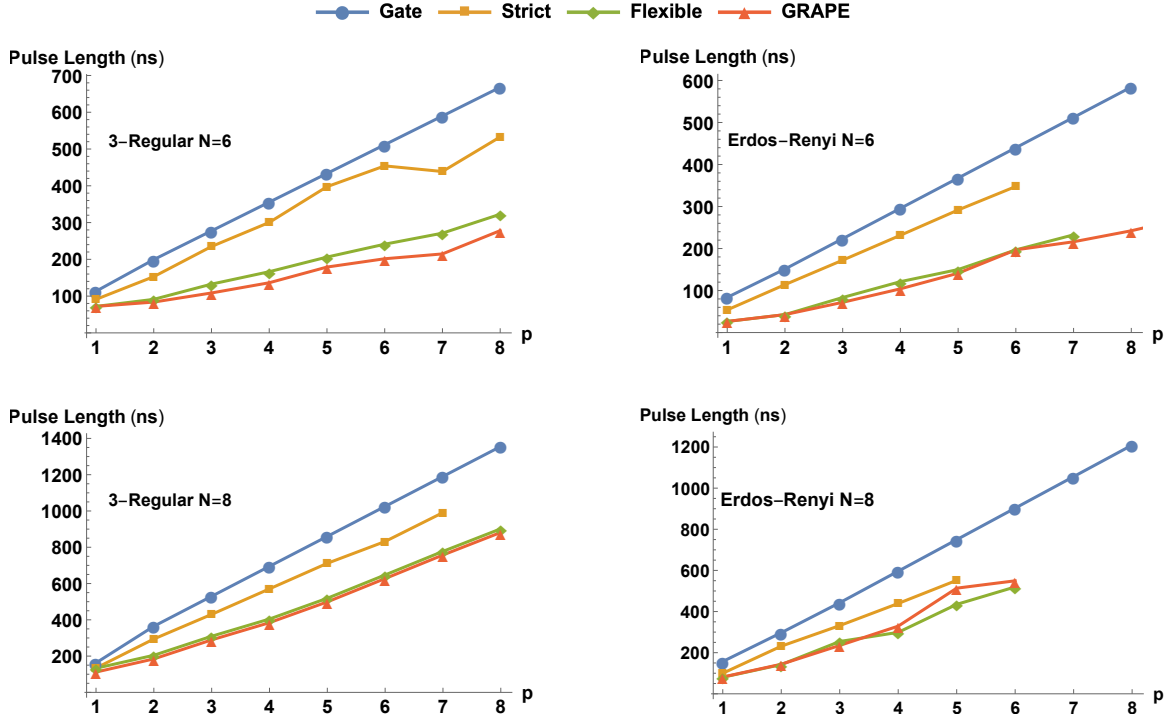 Gate Strict Flexible GRAPE
Pulse Length (ns)
700
600
500
400
300
200
100
3−Regular N=6
1 2 3 4 5 6 7 8
p
Pulse Length (ns)
600
500
400
300
200
100
Erdos−Renyi N=6
1 2 3 4 5 6 7 8
p
Pulse Length (ns)
1400
1200
1000
800
600
400
200
3−Regular N=8
1 2 3 4 5 6 7 8
p
Pulse Length (ns)
1200
1000
800
600
400
200
Erdos−Renyi N=8
1 2 3 4 5 6 7 8
p